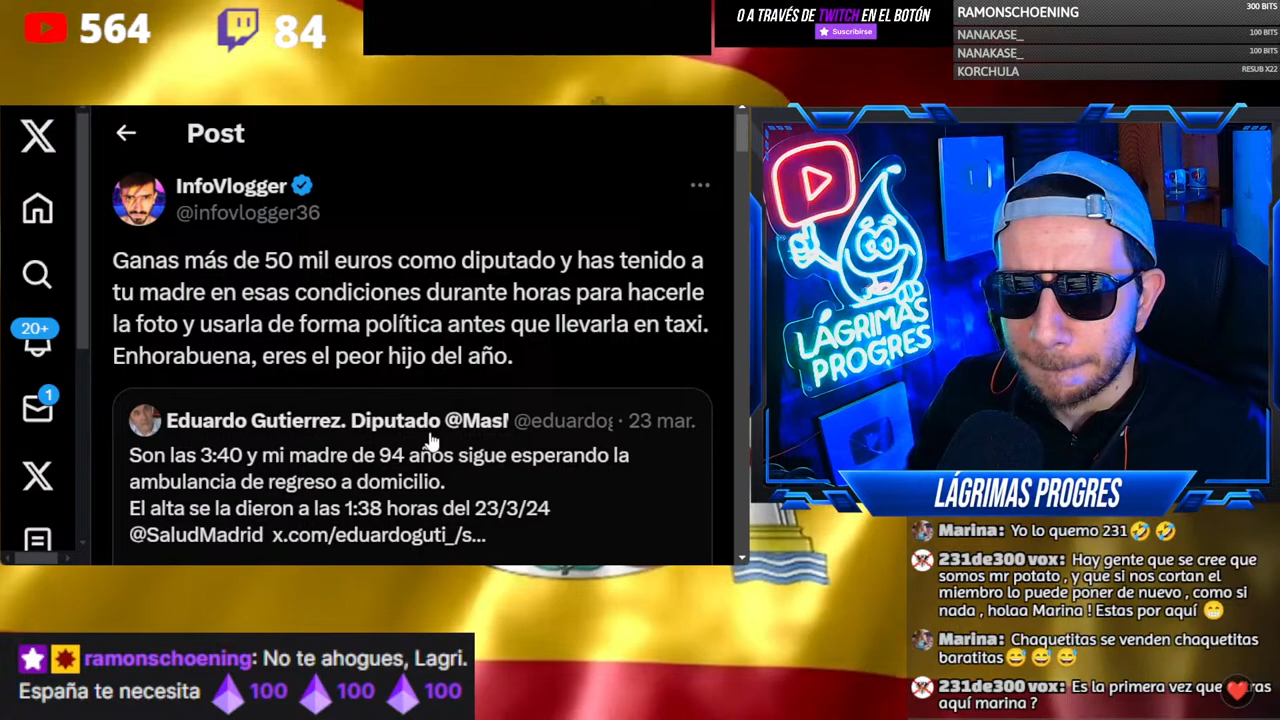 564
84
O A TRAVÉS DE TWITCH EN EL BOTÓN
Suscribirse
RAMONSCHOENING 300 BITS
NANAKASE_ 100 BITS
NANAKASE_ 100 BITS
KORCHULA RESUB X22
Post
InfoVlogger
@infovlogger36
Ganas más de 50 mil euros como diputado y has tenido a
tu madre en esas condiciones durante horas para hacerle
la foto y usarla de forma política antes que llevarla en taxi.
Enhorabuena, eres el peor hijo del año.
20+
1
Eduardo Gutierrez. Diputado @Mas @eduardog · 23 mar.
Son las 3:40 y mi madre de 94 años sigue esperando la
ambulancia de regreso a domicilio.
El alta se la dieron a las 1:38 horas del 23/3/24
@SaludMadrid x.com/eduardoguti_/s...
LÁGRIMAS
PROGRES
LÁGRIMAS PROGRES
Marina: Yo lo quemo 231🤣🤣
231de300 vox: Hay gente que se cree que
somos mr potato , y que si nos cortan el
miembro lo puede poner de nuevo , como si
nada , holaa Marina ! Estas por aquí 😁
Marina: Chaquetitas se venden chaquetitas
baratitas😅😅😅
231de300 vox: Es la primera vez que
aquí marina ?
ramonschoening: No te ahogues, Lagri.
España te necesita 100 100 100